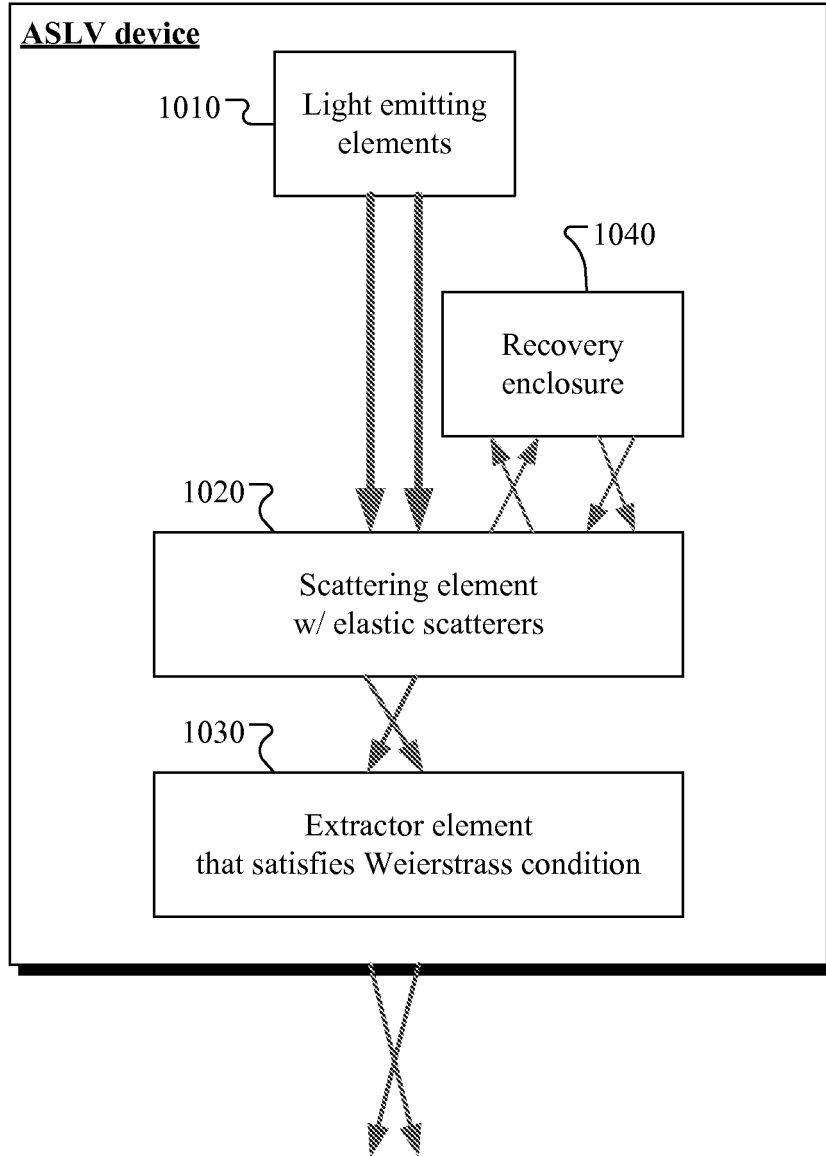 ASLV device
1010
Light emitting
elements
1040
Recovery
enclosure
1020
Scattering element
w/ elastic scatterers
1030
Extractor element
that satisfies Weierstrass condition